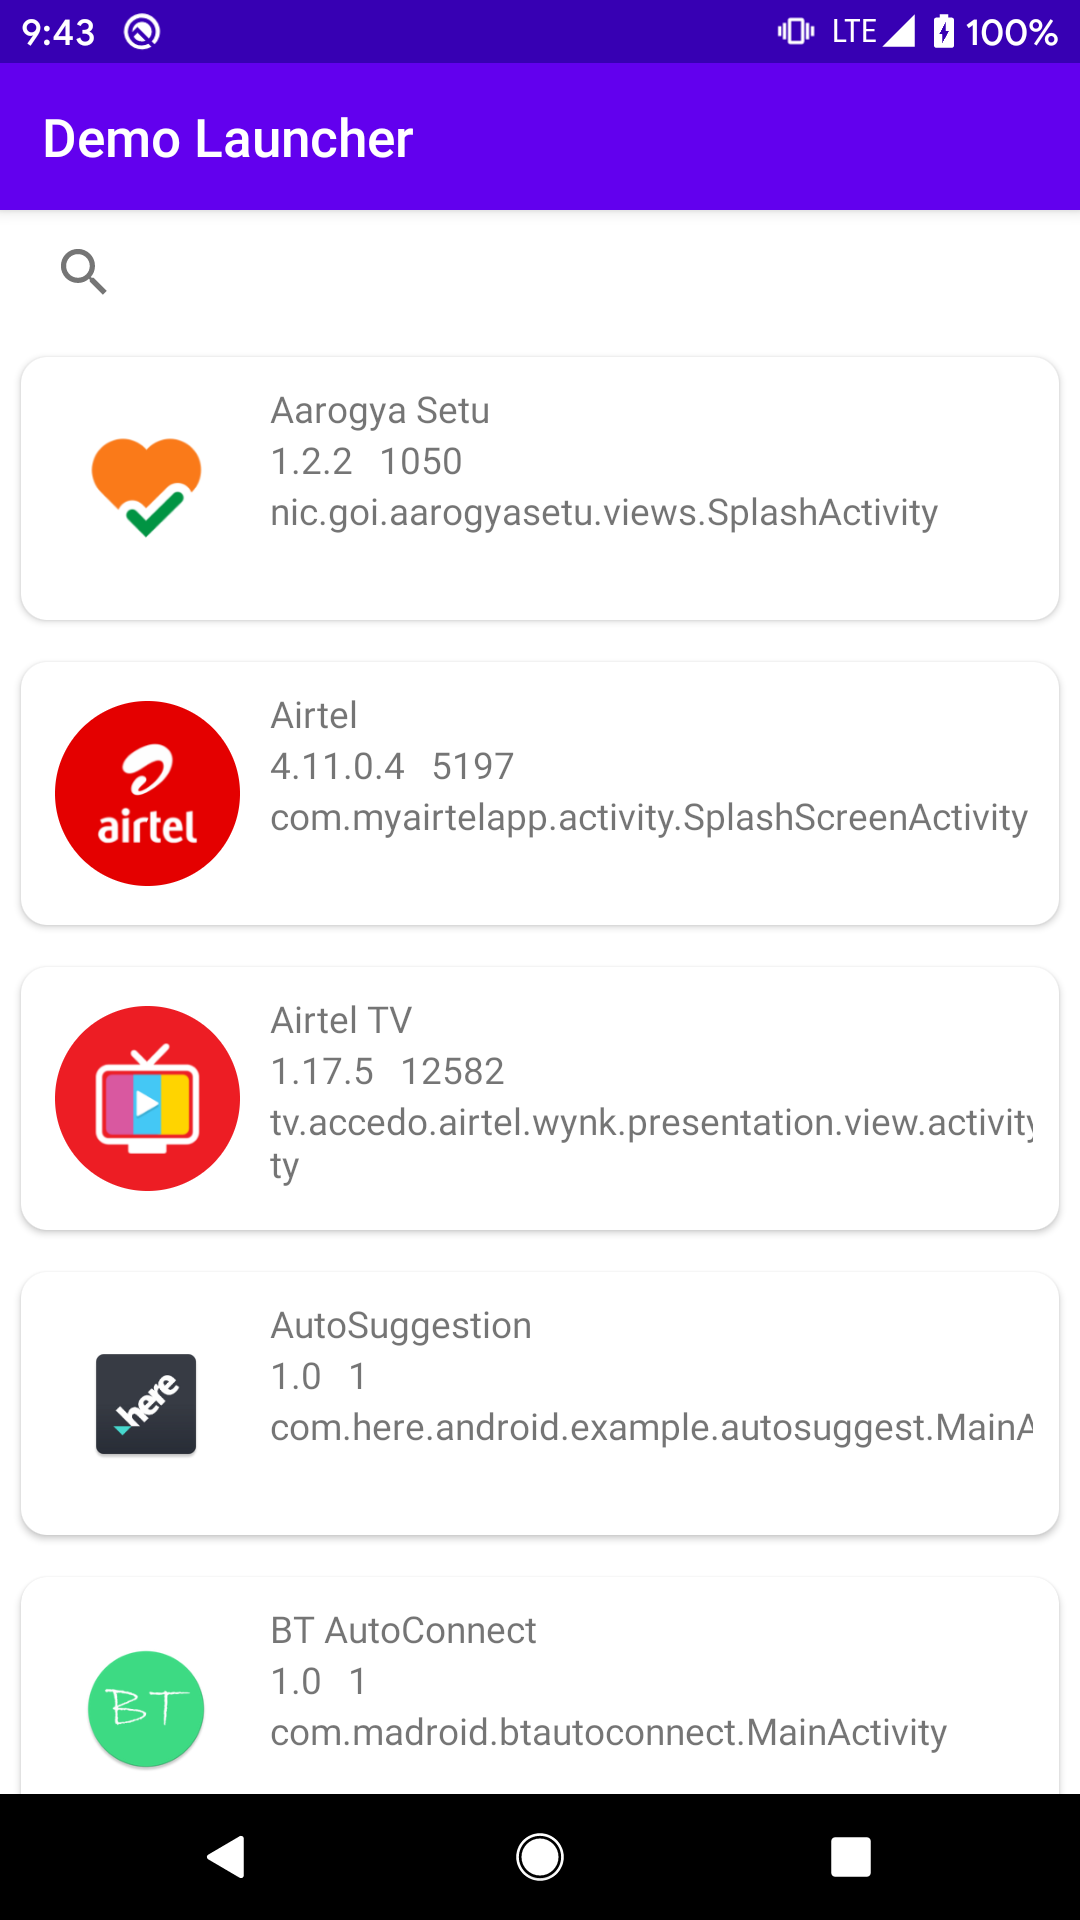 9:43 LTE 100%
Demo Launcher
Aarogya Setu
1.2.2 1050
nic.goi.aarogyasetu.views.SplashActivity
airtel
Airtel
4.11.0.4 5197
com.myairtelapp.activity.SplashScreenActivity
Airtel TV
1.17.5 12582
tv.accedo.airtel.wynk.presentation.view.activity
ty
here
AutoSuggestion
1.0 1
com.here.android.example.autosuggest.MainA
BT
BT AutoConnect
1.0 1
com.madroid.btautoconnect.MainActivity